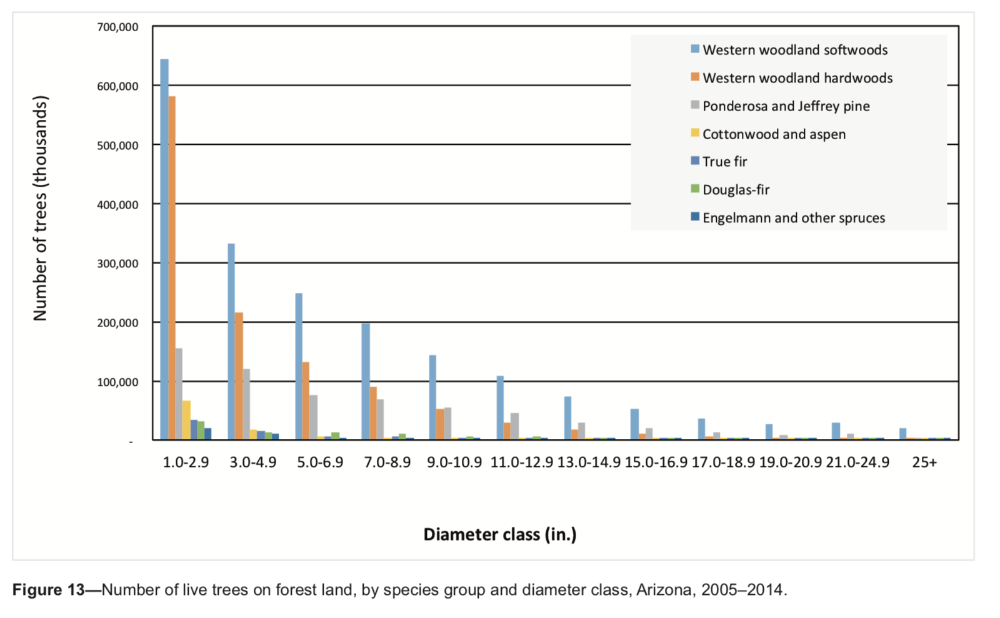 700,000
600,000
500,000
400,000
300,000
200,000
100,000
-
Number of trees (thousands)
Western woodland softwoods
Western woodland hardwoods
Ponderosa and Jeffrey pine
Cottonwood and aspen
True fir
Douglas-fir
Engelmann and other spruces
1.0-2.9 3.0-4.9 5.0-6.9 7.0-8.9 9.0-10.9 11.0-12.9 13.0-14.9 15.0-16.9 17.0-18.9 19.0-20.9 21.0-24.9 25+
Diameter class (in.)
Figure 13—Number of live trees on forest land, by species group and diameter class, Arizona, 2005–2014.